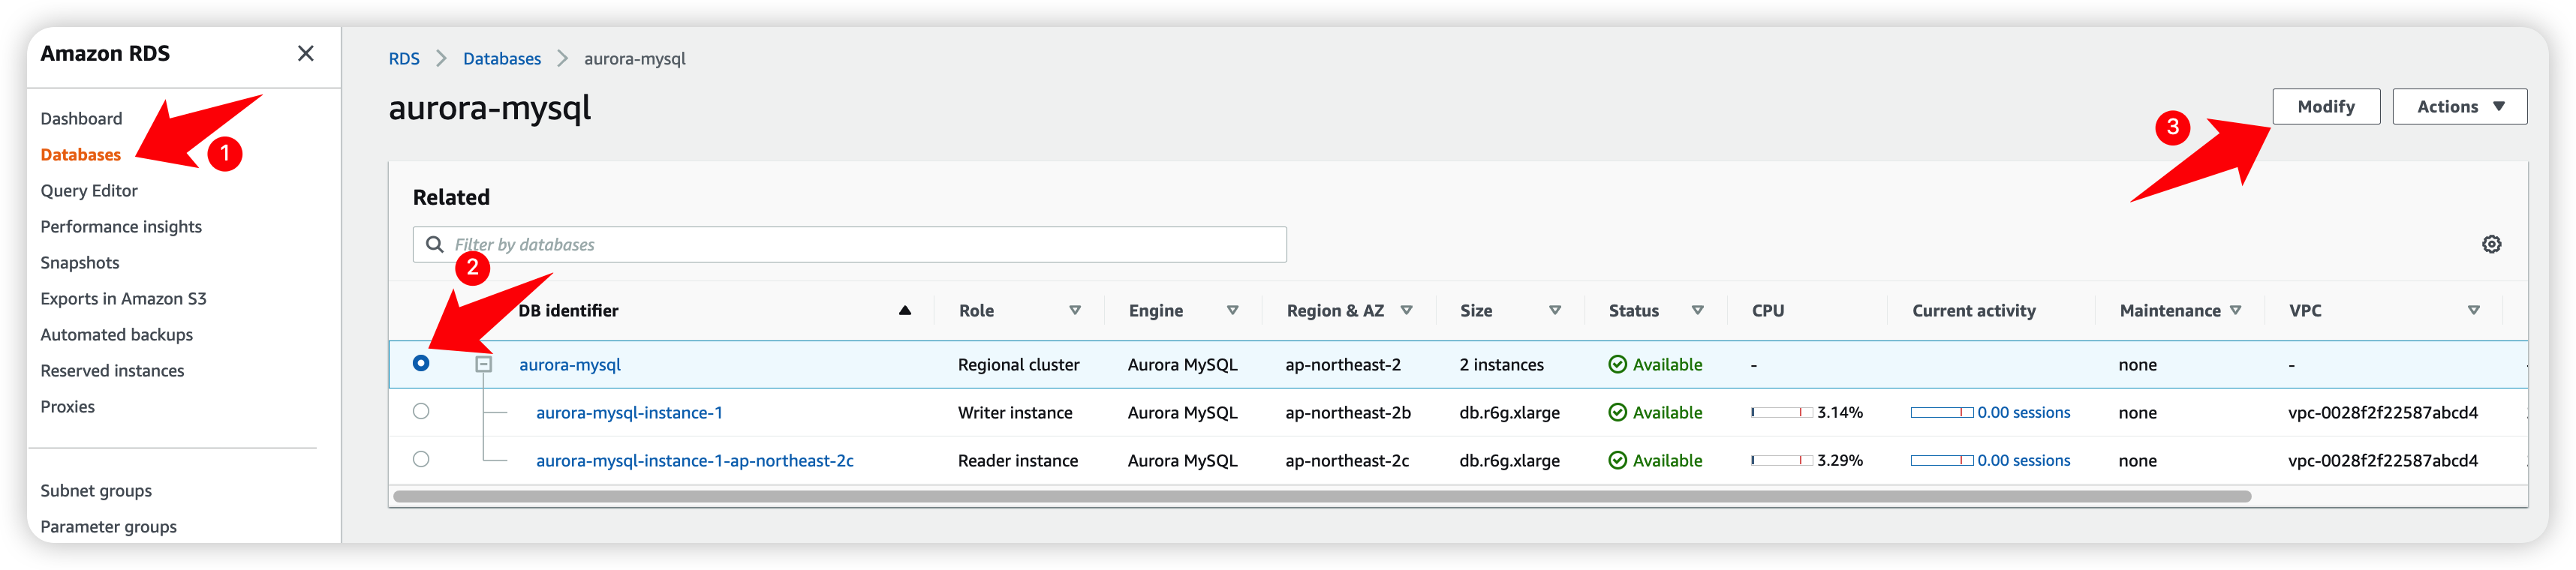 Amazon RDS
Dashboard
Databases
1
Query Editor
Performance insights
Snapshots
Exports in Amazon S3
Automated backups
Reserved instances
Proxies
Subnet groups
Parameter groups
RDS > Databases > aurora-mysql
aurora-mysql
3
Modify
Actions
Related
Filter by databases
2
DB identifier Role Engine Region & AZ Size Status CPU Current activity Maintenance VPC
aurora-mysql Regional cluster Aurora MySQL ap-northeast-2 2 instances Available - none -
aurora-mysql-instance-1 Writer instance Aurora MySQL ap-northeast-2b db.r6g.xlarge Available 3.14% 0.00 sessions none vpc-0028f2f22587abcd4
aurora-mysql-instance-1-ap-northeast-2c Reader instance Aurora MySQL ap-northeast-2c db.r6g.xlarge Available 3.29% 0.00 sessions none vpc-0028f2f22587abcd4